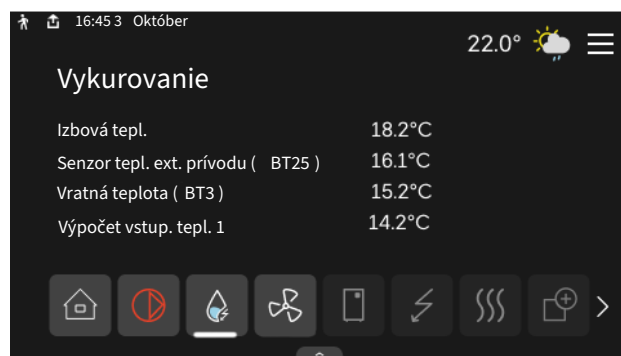 16:45 3 Október
22.0°
Vykurovanie
Izbová tepl. 18.2°C
Senzor tepl. ext. prívodu ( BT25 ) 16.1°C
Vratná teplota ( BT3 ) 15.2°C
Výpočet vstup. tepl. 1 14.2°C